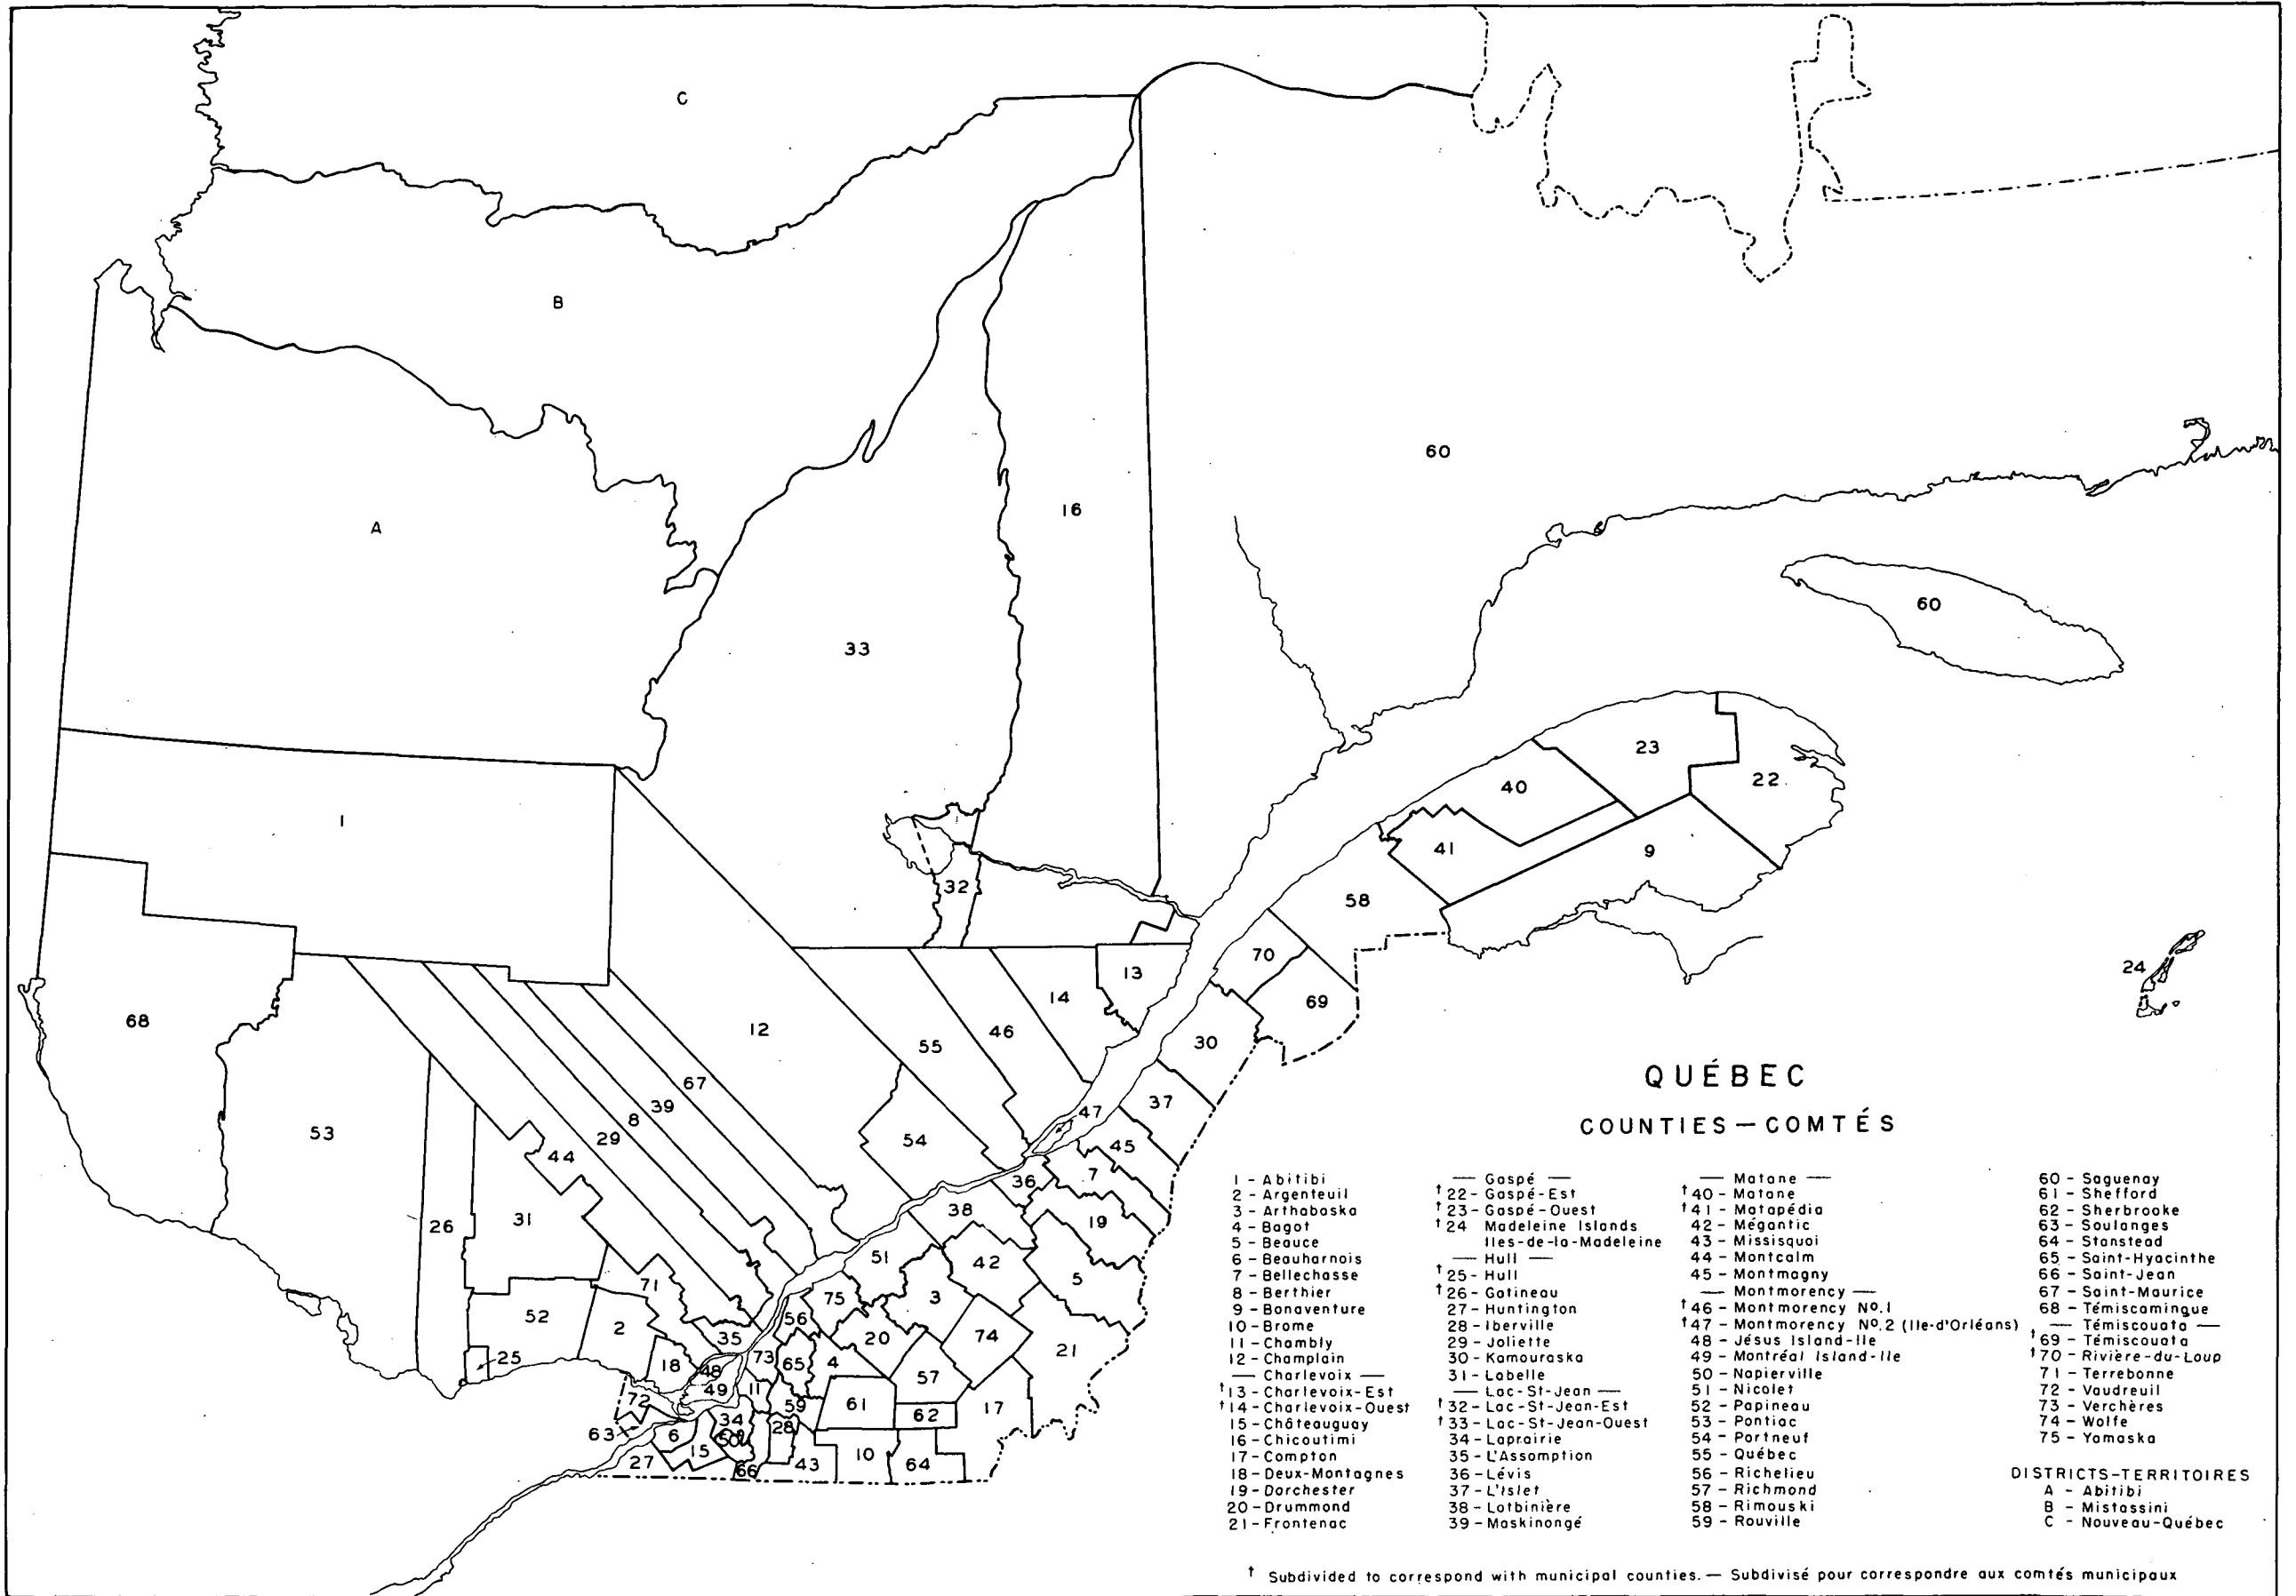 C
B
A
60
16
60
33
23
22
40
1
41
9
32
58
70
13
24
14
69
68
12
46
30
55
QUÉBEC
67
47
37
39
COUNTIES — COMTÉS
8
53
29
54
45
44
7
36
26
31
38
19
51
42
71
5
75
3
52
2
56
20
74
35
25
18
73
65
4
21
48
57
49
11
72
59
61
62
17
34
28
63
6
50
15
27
66
43
10
64
1 - Abitibi
2 - Argenteuil
3 - Arthabaska
4 - Bagot
5 - Beauce
6 - Beauharnois
7 - Bellechasse
8 - Berthier
9 - Bonaventure
10 - Brome
11 - Chambly
12 - Champlain
— Charlevoix —
†13 - Charlevoix-Est
†14 - Charlevoix-Ouest
15 - Châteauguay
16 - Chicoutimi
17 - Compton
18 - Deux-Montagnes
19 - Dorchester
20 - Drummond
21 - Frontenac
— Gaspé —
†22 - Gaspé-Est
†23 - Gaspé-Ouest
†24 Madeleine Islands
Iles-de-la-Madeleine
— Hull —
†25 - Hull
†26 - Gatineau
27 - Huntington
28 - Iberville
29 - Joliette
30 - Kamouraska
31 - Labelle
— Lac-St-Jean —
†32 - Lac-St-Jean-Est
†33 - Lac-St-Jean-Ouest
34 - Laprairie
35 - L'Assomption
36 - Lévis
37 - L'Islet
38 - Lotbinière
39 - Maskinongé
— Matane —
†40 - Matane
†41 - Matapédia
42 - Mégantic
43 - Missisquoi
44 - Montcalm
45 - Montmagny
— Montmorency —
†46 - Montmorency Nº.1
†47 - Montmorency Nº.2 (Ile-d'Orléans)
48 - Jésus Island-Ile
49 - Montréal Island-Ile
50 - Napierville
51 - Nicolet
52 - Papineau
53 - Pontiac
54 - Portneuf
55 - Québec
56 - Richelieu
57 - Richmond
58 - Rimouski
59 - Rouville
60 - Saguenay
61 - Shefford
62 - Sherbrooke
63 - Soulanges
64 - Stanstead
65 - Saint-Hyacinthe
66 - Saint-Jean
67 - Saint-Maurice
68 - Témiscamingue
— Témiscouata —
†69 - Témiscouata
†70 - Rivière-du-Loup
71 - Terrebonne
72 - Vaudreuil
73 - Verchères
74 - Wolfe
75 - Yamaska
DISTRICTS-TERRITOIRES
A - Abitibi
B - Mistassini
C - Nouveau-Québec
† Subdivided to correspond with municipal counties. — Subdivisé pour correspondre aux comtés municipaux